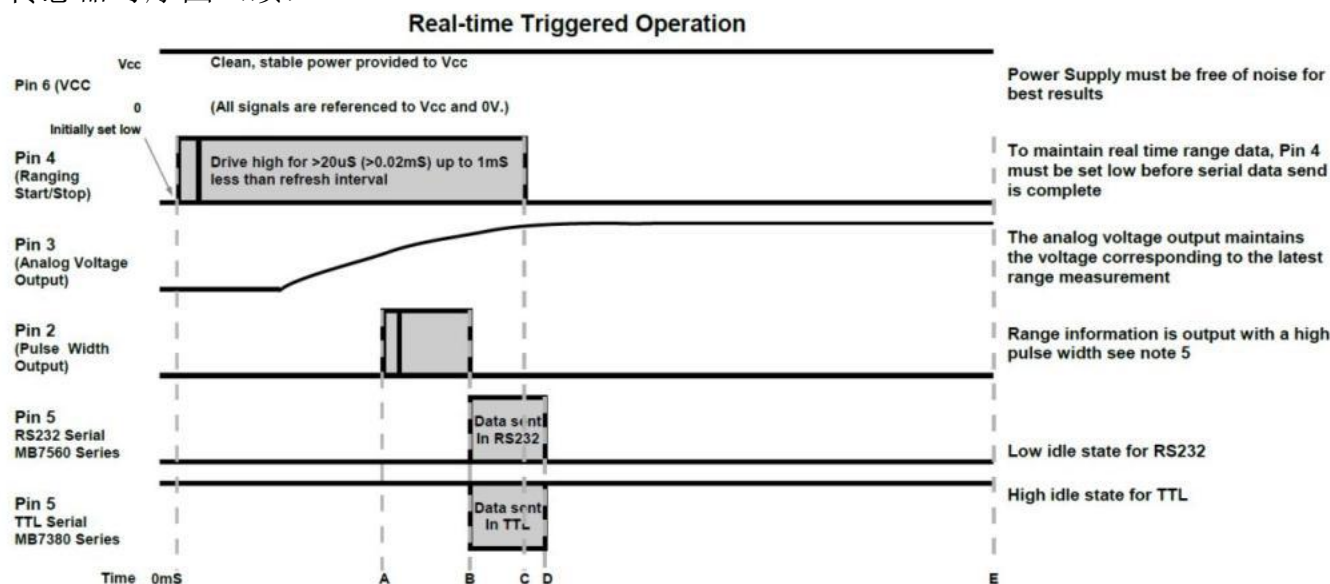 Real-time Triggered Operation
Vcc
Clean, stable power provided to Vcc
Pin 6 (VCC
0
(All signals are referenced to Vcc and 0V.)
Power Supply must be free of noise for
best results
Initially set low
Pin 4
(Ranging
Start/Stop)
Drive high for >20uS (>0.02mS) up to 1mS
less than refresh interval
To maintain real time range data, Pin 4
must be set low before serial data send
is complete
Pin 3
(Analog Voltage
Output)
The analog voltage output maintains
the voltage corresponding to the latest
range measurement
Pin 2
(Pulse Width
Output)
Range information is output with a high
pulse width see note 5
Pin 5
RS232 Serial
MB7560 Series
Data sent
In RS232
Low idle state for RS232
Pin 5
TTL Serial
MB7380 Series
Data sent
In TTL
High idle state for TTL
Time 0mS A B C D E